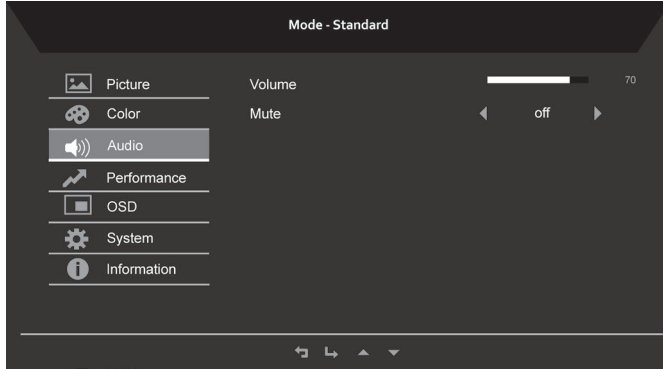 Mode - Standard
Picture
Volume
70
Color
Mute
off
Audio
Performance
OSD
System
Information